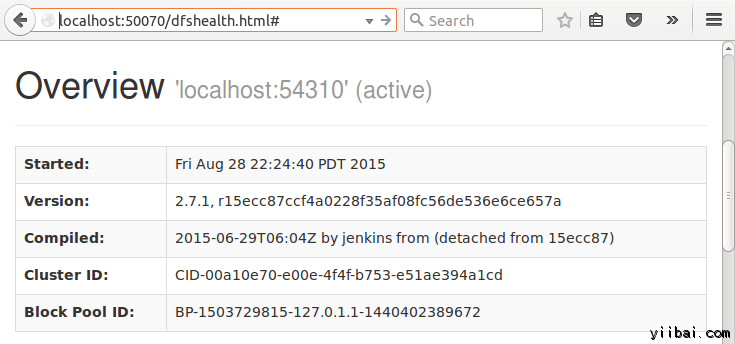 localhost:50070/dfshealth.html#
Search
Overview 'localhost:54310' (active)
Started: Fri Aug 28 22:24:40 PDT 2015
Version: 2.7.1, r15ecc87ccf4a0228f35af08fc56de536e6ce657a
Compiled: 2015-06-29T06:04Z by jenkins from (detached from 15ecc87)
Cluster ID: CID-00a10e70-e00e-4f4f-b753-e51ae394a1cd
Block Pool ID: BP-1503729815-127.0.1.1-1440402389672
yiibai.com